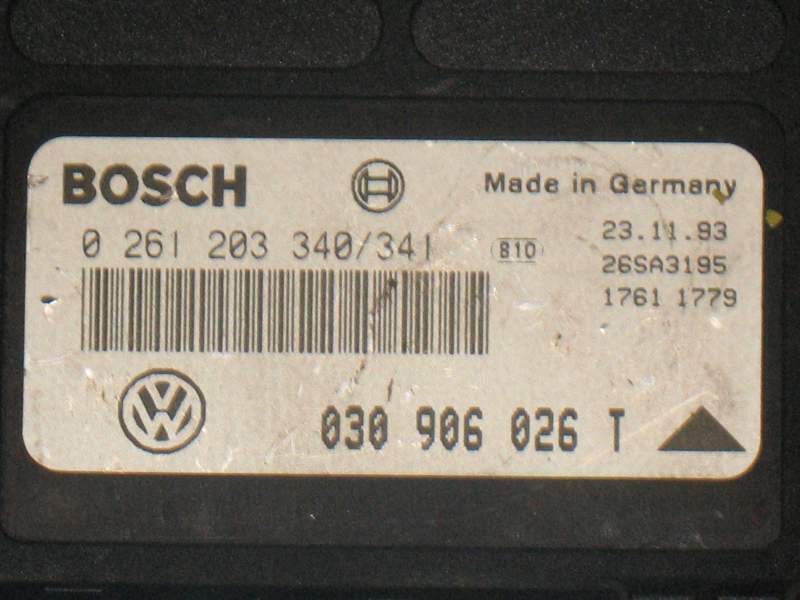 BOSCH
Made in Germany
0 261 203 340/341
810
23.11.93
26SA3195
1761 1779
VW
030 906 026 T